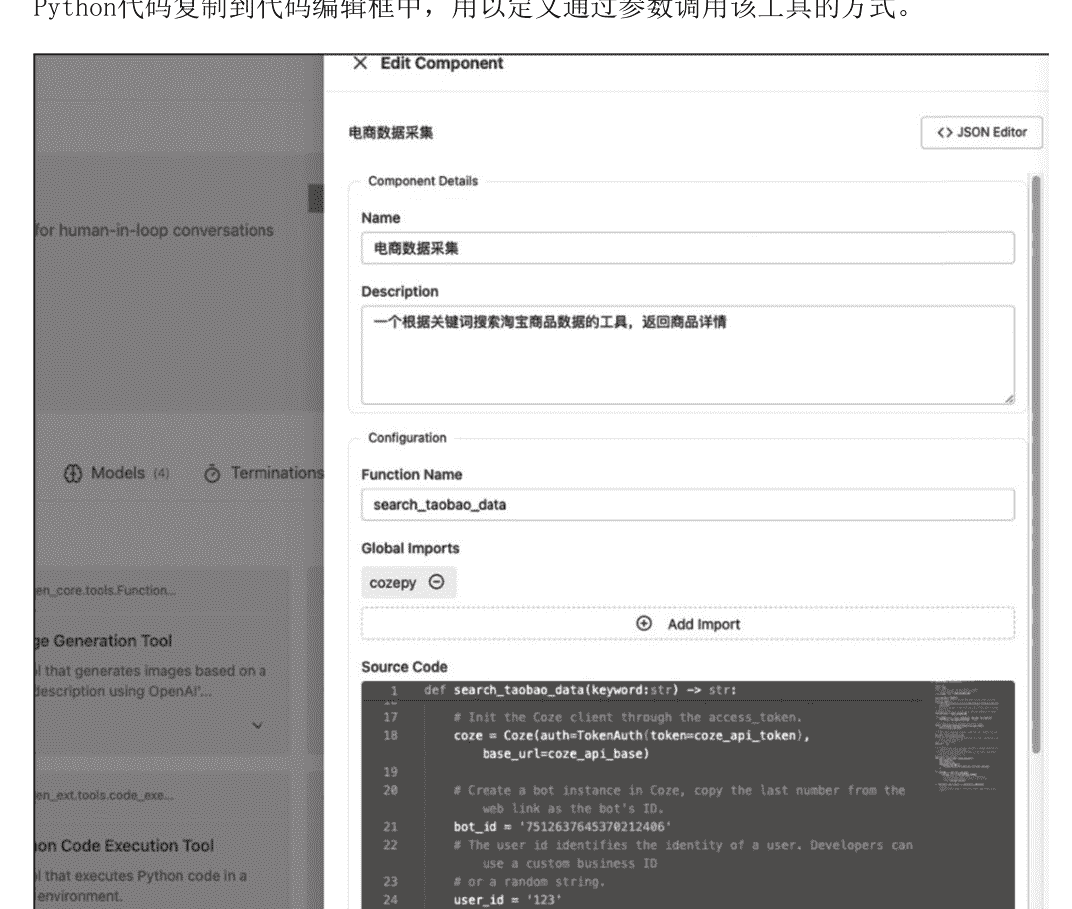 Python代码复制到代码编辑框中，用以定义通过参数调用该工具的方式。
Edit Component
电商数据采集
<> JSON Editor
Component Details
Name
电商数据采集
Description
一个根据关键词搜索淘宝商品数据的工具，返回商品详情
for human-in-loop conversations
Configuration
Models (4)
Terminations
Function Name
search_taobao_data
Global Imports
cozepy
Add Import
en_core.tools.Function...
ge Generation Tool
l that generates images based on a
description using OpenAI'...
Source Code
1 def search_taobao_data(keyword:str) -> str:
17 # Init the Coze client through the access_token.
18 coze = Coze(auth=TokenAuth(token=coze_api_token),
base_url=coze_api_base)
19
20 # Create a bot instance in Coze, copy the last number from the
web link as the bot's ID.
21 bot_id = '7512637645370212406'
22 # The user id identifies the identity of a user. Developers can
use a custom business ID
23 # or a random string.
24 user_id = '123'
en_ext.tools.code_exe...
hon Code Execution Tool
l that executes Python code in a
environment.